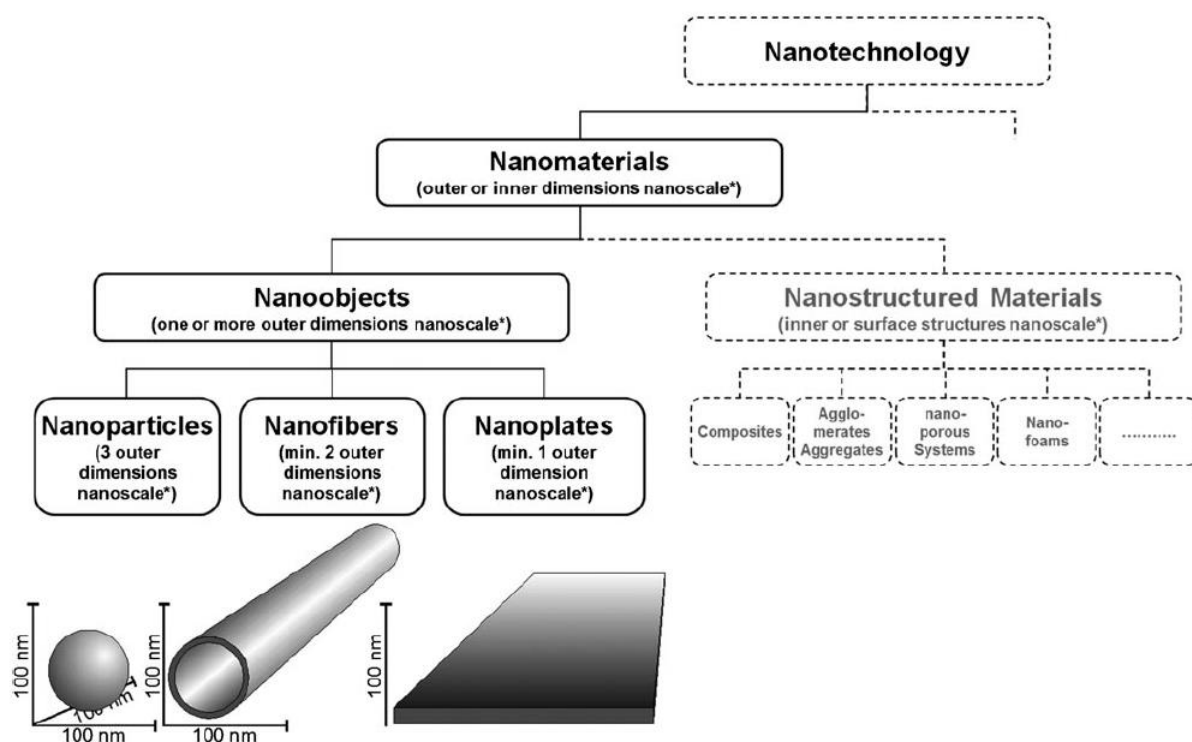 Nanotechnology
Nanomaterials
(outer or inner dimensions nanoscale*)
Nanoobjects
(one or more outer dimensions nanoscale*)
Nanostructured Materials
(inner or surface structures nanoscale*)
Nanoparticles
(3 outer
dimensions
nanoscale*)
Nanofibers
(min. 2 outer
dimensions
nanoscale*)
Nanoplates
(min. 1 outer
dimension
nanoscale*)
Composites
Agglo-
merates
Aggregates
nano-
porous
Systems
Nano-
foams
...........
100 nm
100 nm
100 nm
100 nm
100 nm
100 nm